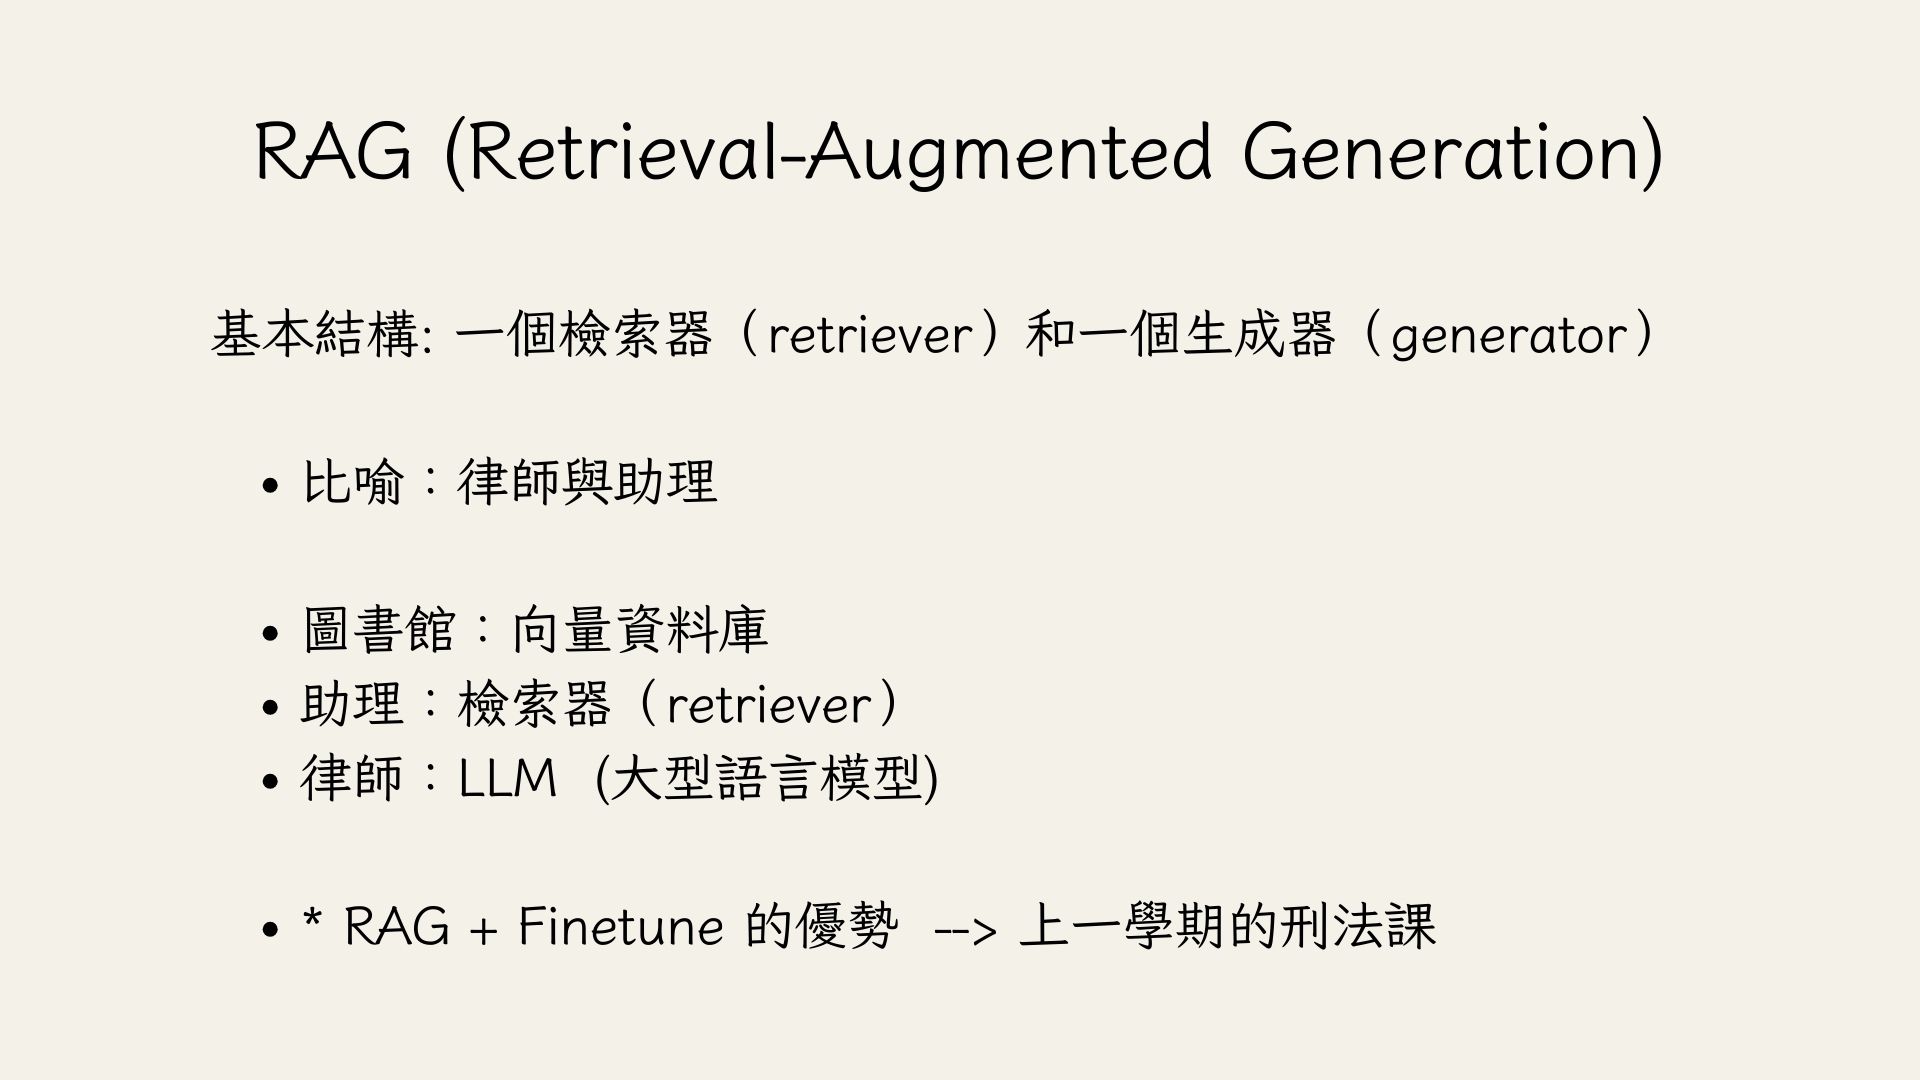 RAG (Retrieval-Augmented Generation)
基本結構: 一個檢索器（retriever）和一個生成器（generator）
• 比喻：律師與助理
• 圖書館：向量資料庫
• 助理：檢索器（retriever）
• 律師：LLM (大型語言模型)
• * RAG + Finetune 的優勢 --> 上一學期的刑法課